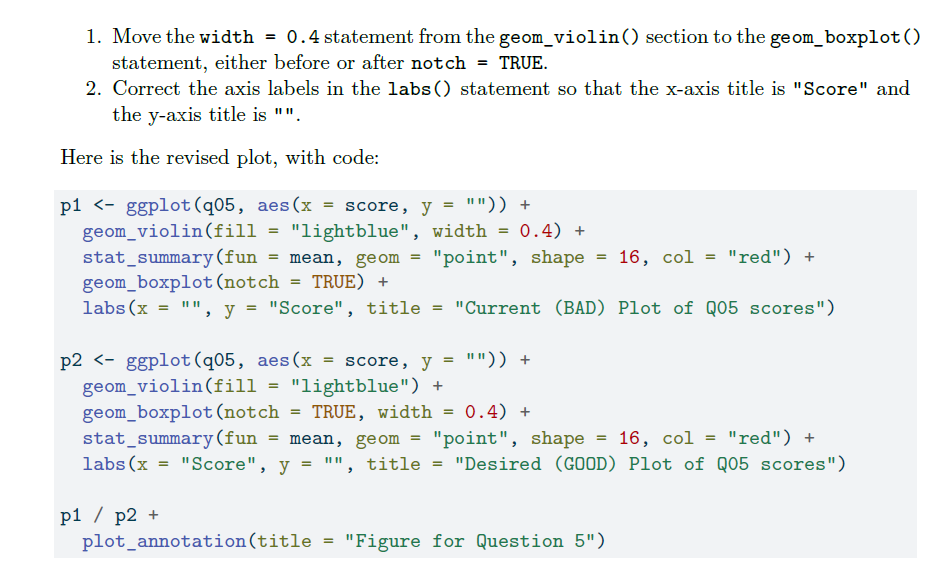 1. Move the width = 0.4 statement from the geom_violin() section to the geom_boxplot()
statement, either before or after notch = TRUE.
2. Correct the axis labels in the labs() statement so that the x-axis title is "Score" and
the y-axis title is "".
Here is the revised plot, with code:
p1 <- ggplot(q05, aes(x = score, y = "")) +
  geom_violin(fill = "lightblue", width = 0.4) +
  stat_summary(fun = mean, geom = "point", shape = 16, col = "red") +
  geom_boxplot(notch = TRUE) +
  labs(x = "", y = "Score", title = "Current (BAD) Plot of Q05 scores")
p2 <- ggplot(q05, aes(x = score, y = "")) +
  geom_violin(fill = "lightblue") +
  geom_boxplot(notch = TRUE, width = 0.4) +
  stat_summary(fun = mean, geom = "point", shape = 16, col = "red") +
  labs(x = "Score", y = "", title = "Desired (GOOD) Plot of Q05 scores")
p1 / p2 +
  plot_annotation(title = "Figure for Question 5")